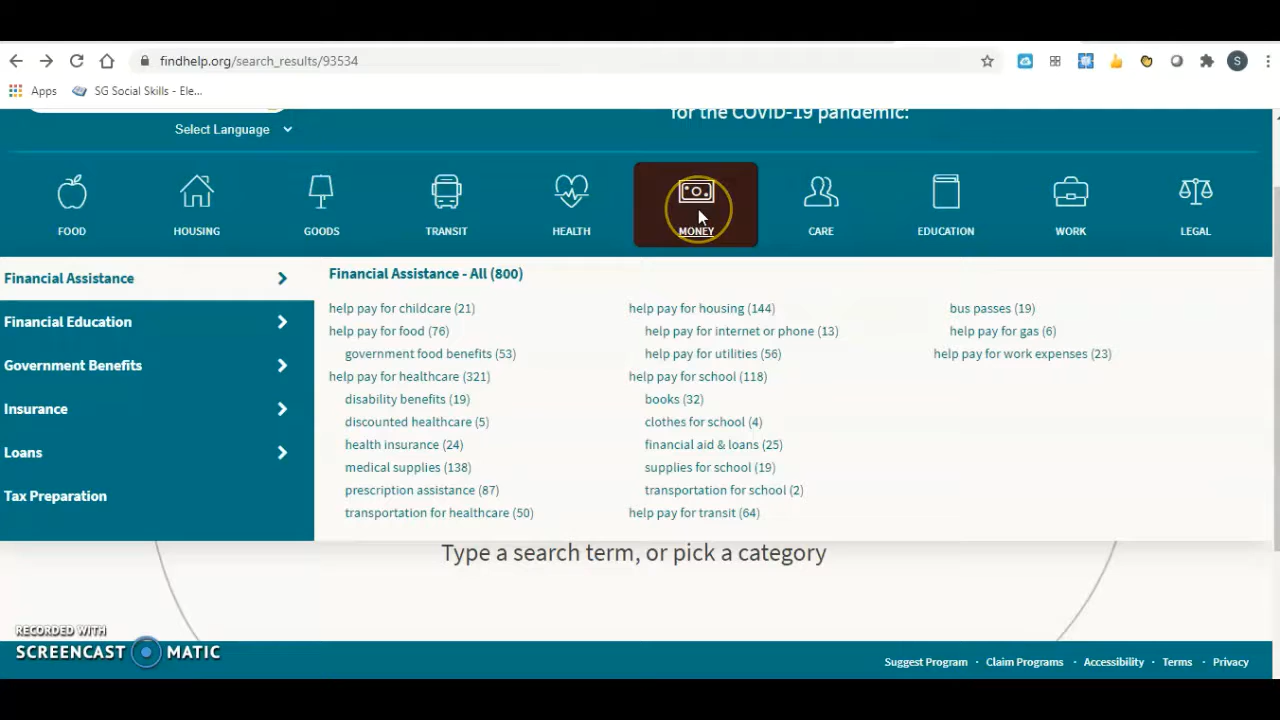 findhelp.org/search_results/93534
S
Apps
SG Social Skills - Ele...
for the COVID-19 pandemic:
Select Language
FOOD
HOUSING
GOODS
TRANSIT
HEALTH
MONEY
CARE
EDUCATION
WORK
LEGAL
Financial Assistance
Financial Education
Government Benefits
Insurance
Loans
Tax Preparation
Financial Assistance - All (800)
help pay for childcare (21)
help pay for food (76)
government food benefits (53)
help pay for healthcare (321)
disability benefits (19)
discounted healthcare (5)
health insurance (24)
medical supplies (138)
prescription assistance (87)
transportation for healthcare (50)
help pay for housing (144)
help pay for internet or phone (13)
help pay for utilities (56)
help pay for school (118)
books (32)
clothes for school (4)
financial aid & loans (25)
supplies for school (19)
transportation for school (2)
help pay for transit (64)
bus passes (19)
help pay for gas (6)
help pay for work expenses (23)
Type a search term, or pick a category
RECORDED WITH
SCREENCAST MATIC
Suggest Program · Claim Programs · Accessibility · Terms · Privacy